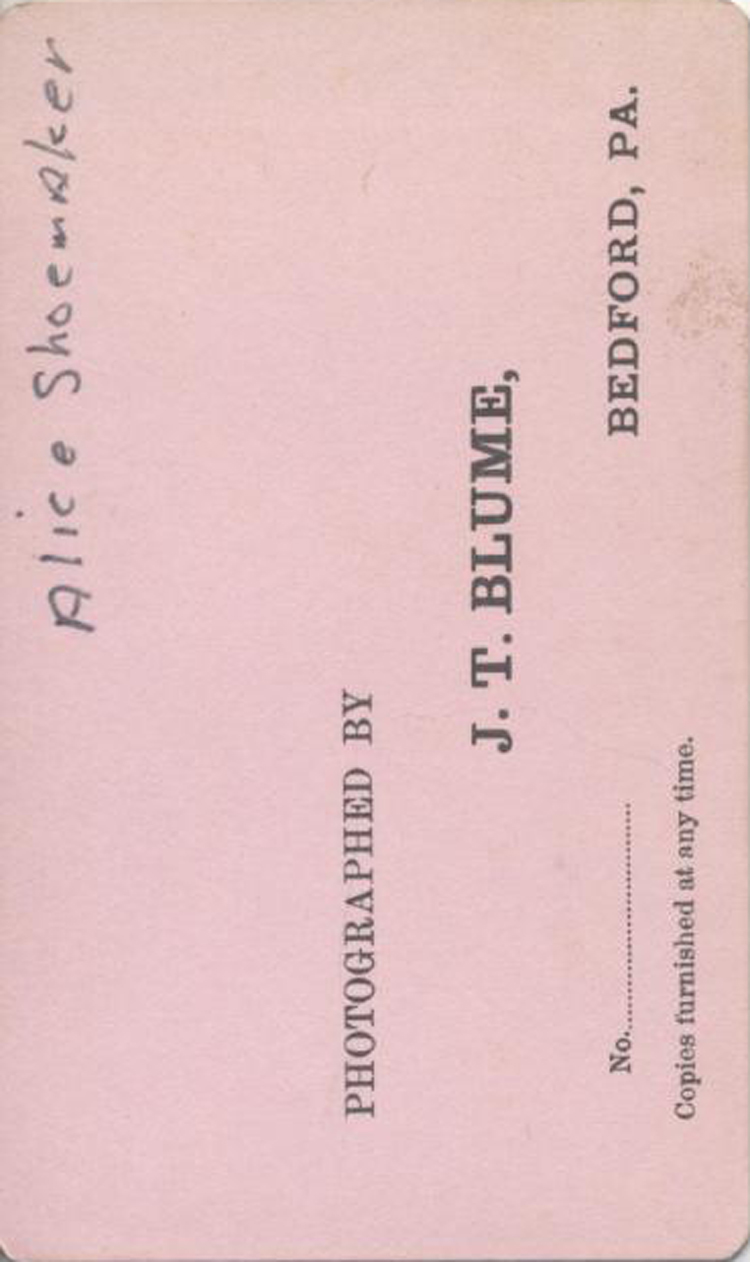 Alice Shoemaker
PHOTOGRAPHED BY
J. T. BLUME,
BEDFORD, PA.
No.
Copies furnished at any time.